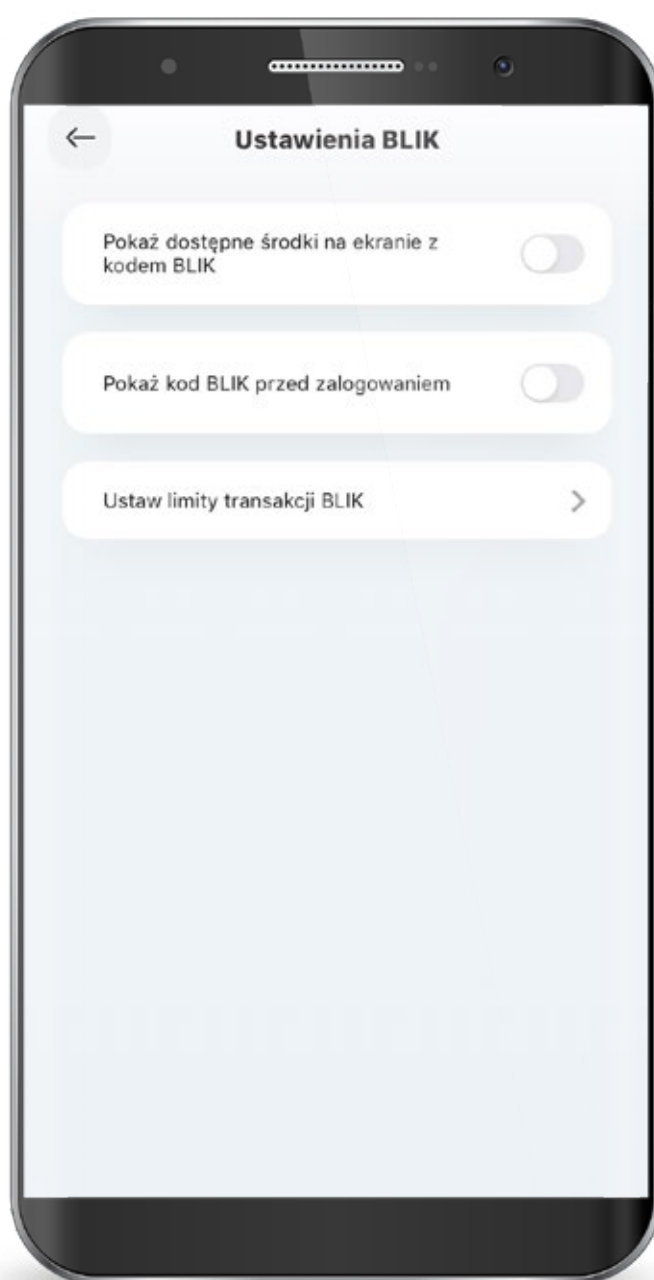 Ustawienia BLIK
Pokaż dostępne środki na ekranie z
kodem BLIK
Pokaż kod BLIK przed zalogowaniem
Ustaw limity transakcji BLIK